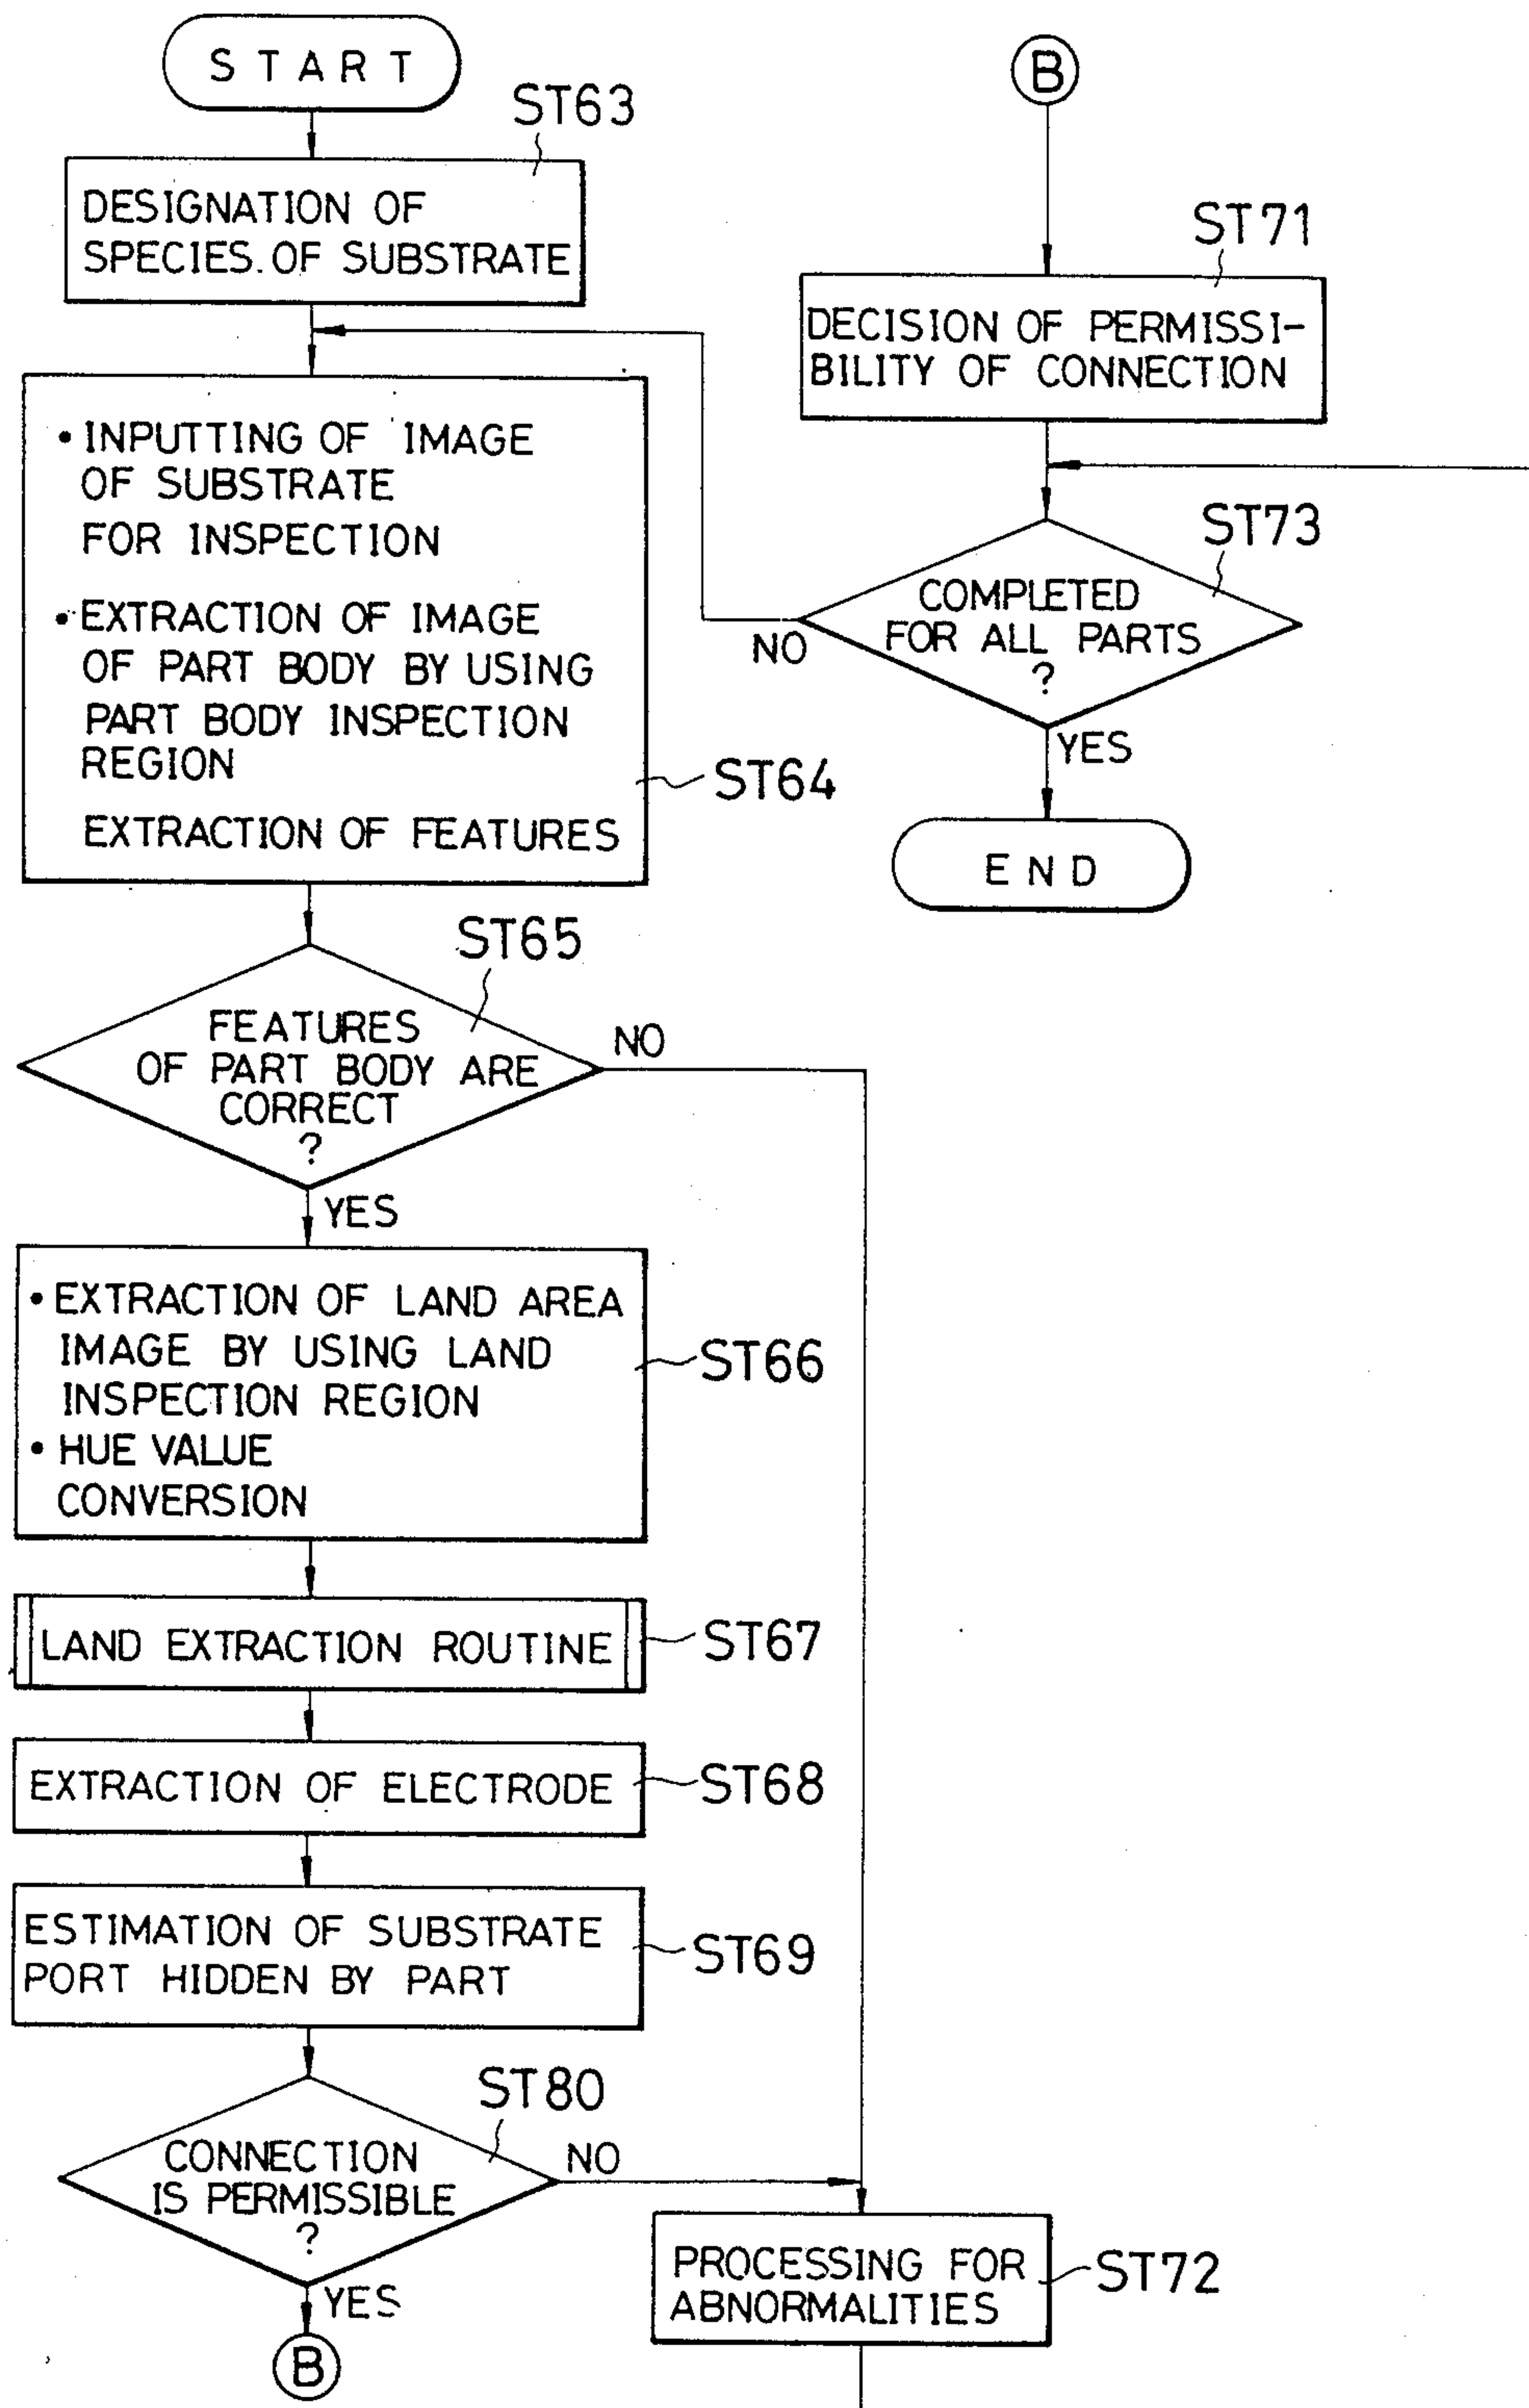 START
ST63
DESIGNATION OF
SPECIES. OF SUBSTRATE
• INPUTTING OF IMAGE
OF SUBSTRATE
FOR INSPECTION
• EXTRACTION OF IMAGE
OF PART BODY BY USING
PART BODY INSPECTION
REGION
EXTRACTION OF FEATURES
ST64
ST65
FEATURES
OF PART BODY ARE
CORRECT
?
NO
YES
• EXTRACTION OF LAND AREA
IMAGE BY USING LAND
INSPECTION REGION
• HUE VALUE
CONVERSION
ST66
LAND EXTRACTION ROUTINE
ST67
EXTRACTION OF ELECTRODE
ST68
ESTIMATION OF SUBSTRATE
PORT HIDDEN BY PART
ST69
ST80
CONNECTION
IS PERMISSIBLE
?
NO
YES
B
PROCESSING FOR
ABNORMALITIES
ST72
B
ST71
DECISION OF PERMISSI-
BILITY OF CONNECTION
ST73
COMPLETED
FOR ALL PARTS
?
NO
YES
END